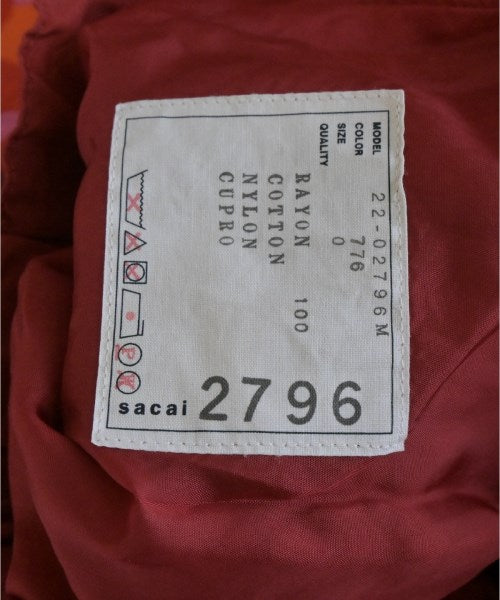 MODEL 22-02796M
COLOR 776
SIZE 0
QUALITY
RAYON 100
COTTON
NYLON
CUPRO
P
W
sacai 2796